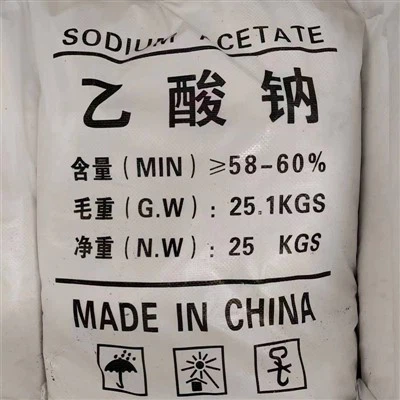 SODIUM ACETATE
乙酸钠
含量(MIN)≥58-60%
毛重(G.W):25.1KGS
净重(N.W):25 KGS
MADE IN CHINA